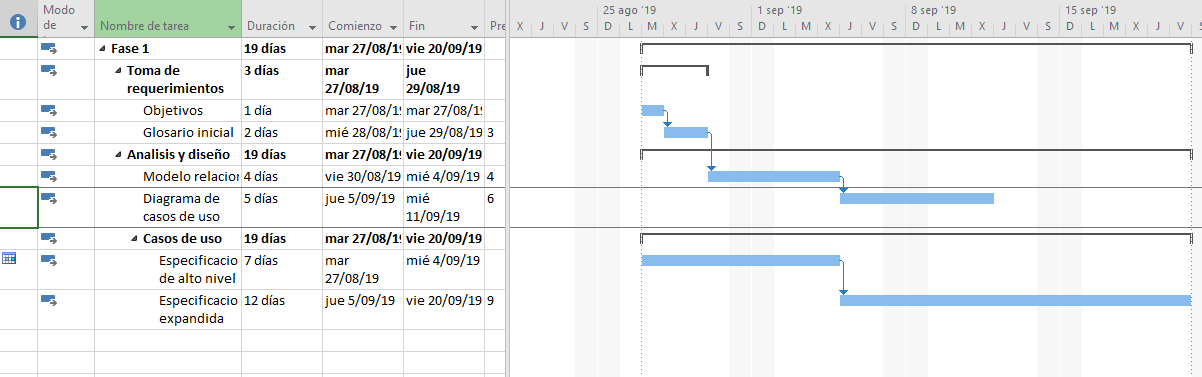 Modo de Nombre de tarea Duración Comienzo Fin Pre
25 ago '19 1 sep '19 8 sep '19 15 sep '19
X J V S D L M X J V S D L M X J V S D L M X J V S D L M X J V S
Fase 1 19 días mar 27/08/19 vie 20/09/19
Toma de requerimientos 3 días mar 27/08/19 jue 29/08/19
Objetivos 1 día mar 27/08/19 mar 27/08/19
Glosario inicial 2 días mié 28/08/19 jue 29/08/19 3
Analisis y diseño 19 días mar 27/08/19 vie 20/09/19
Modelo relacion 4 días vie 30/08/19 mié 4/09/19 4
Diagrama de casos de uso 5 días jue 5/09/19 mié 11/09/19 6
Casos de uso 19 días mar 27/08/19 vie 20/09/19
Especificacio de alto nivel 7 días mar 27/08/19 mié 4/09/19
Especificacio expandida 12 días jue 5/09/19 vie 20/09/19 9